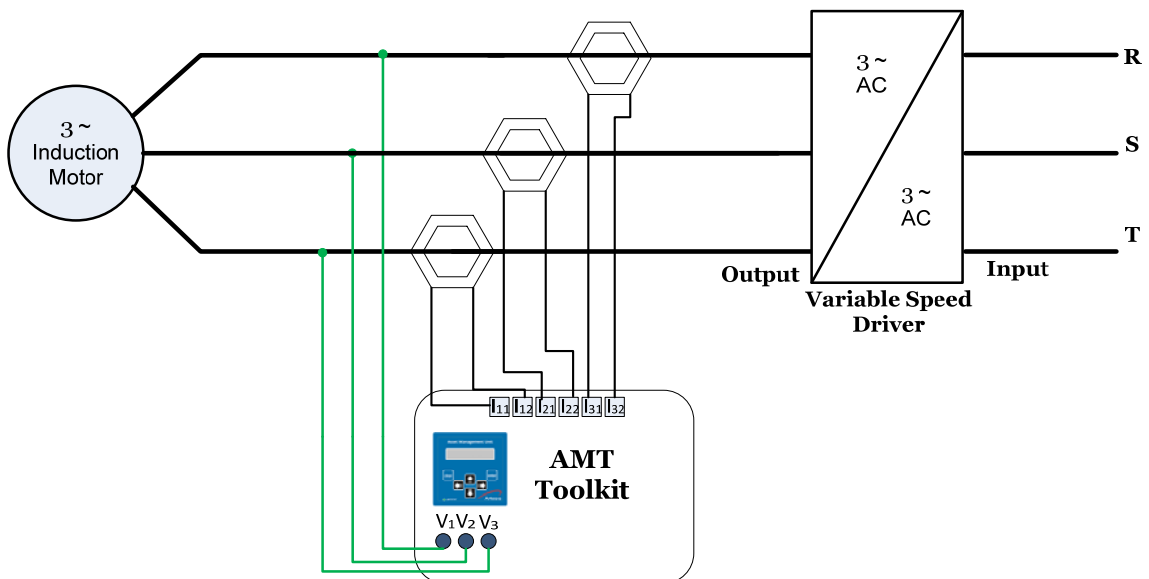 3 ~
Induction
Motor
3 ~
AC
3 ~
AC
R
S
T
Output
Input
Variable Speed
Driver
I11 I12 I21 I22 I31 I32
AMT
Toolkit
V1 V2 V3